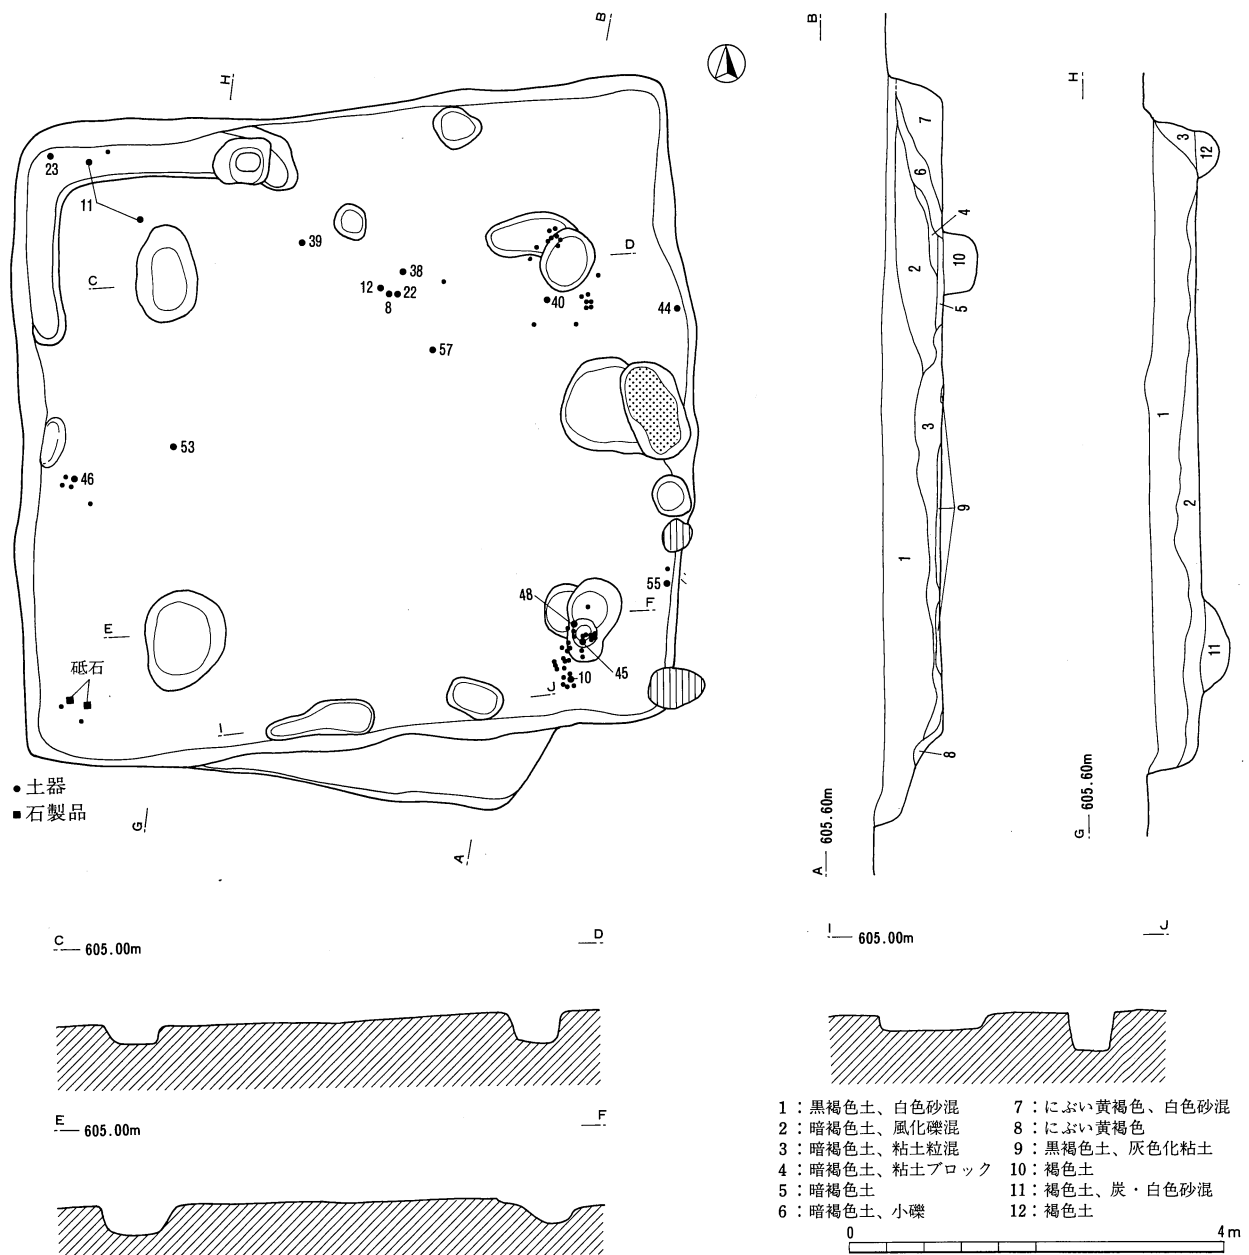 B
H
23
11
39
38
12
22
8
40
44
57
C
D
53
46
55
48
F
E
45
10
J
砥石
I
● 土器
■ 石製品
G
A
B
7
6
4
2
10
5
3
9
1
8
A
605.60m
H
3
12
1
2
11
G
605.60m
C 605.00m D
E 605.00m F
I 605.00m J
1：黒褐色土、白色砂混
2：暗褐色土、風化礫混
3：暗褐色土、粘土粒混
4：暗褐色土、粘土ブロック
5：暗褐色土
6：暗褐色土、小礫
7：にぶい黄褐色、白色砂混
8：にぶい黄褐色
9：黒褐色土、灰色化粘土
10：褐色土
11：褐色土、炭・白色砂混
12：褐色土
0 4m